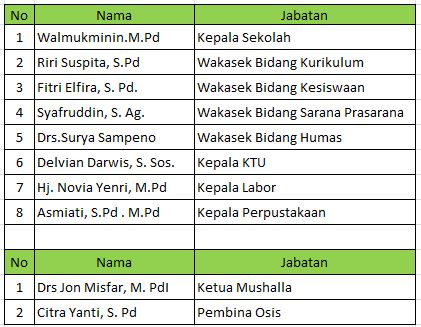 No Nama Jabatan
1 Walmukminin.M.Pd Kepala Sekolah
2 Riri Suspita, S.Pd Wakasek Bidang Kurikulum
3 Fitri Elfira, S. Pd. Wakasek Bidang Kesiswaan
4 Syafruddin, S. Ag. Wakasek Bidang Sarana Prasarana
5 Drs.Surya Sampeno Wakasek Bidang Humas
6 Delvian Darwis, S. Sos. Kepala KTU
7 Hj. Novia Yenri, M.Pd Kepala Labor
8 Asmiati, S.Pd . M.Pd Kepala Perpustakaan
No Nama Jabatan
1 Drs Jon Misfar, M. PdI Ketua Mushalla
2 Citra Yanti, S. Pd Pembina Osis